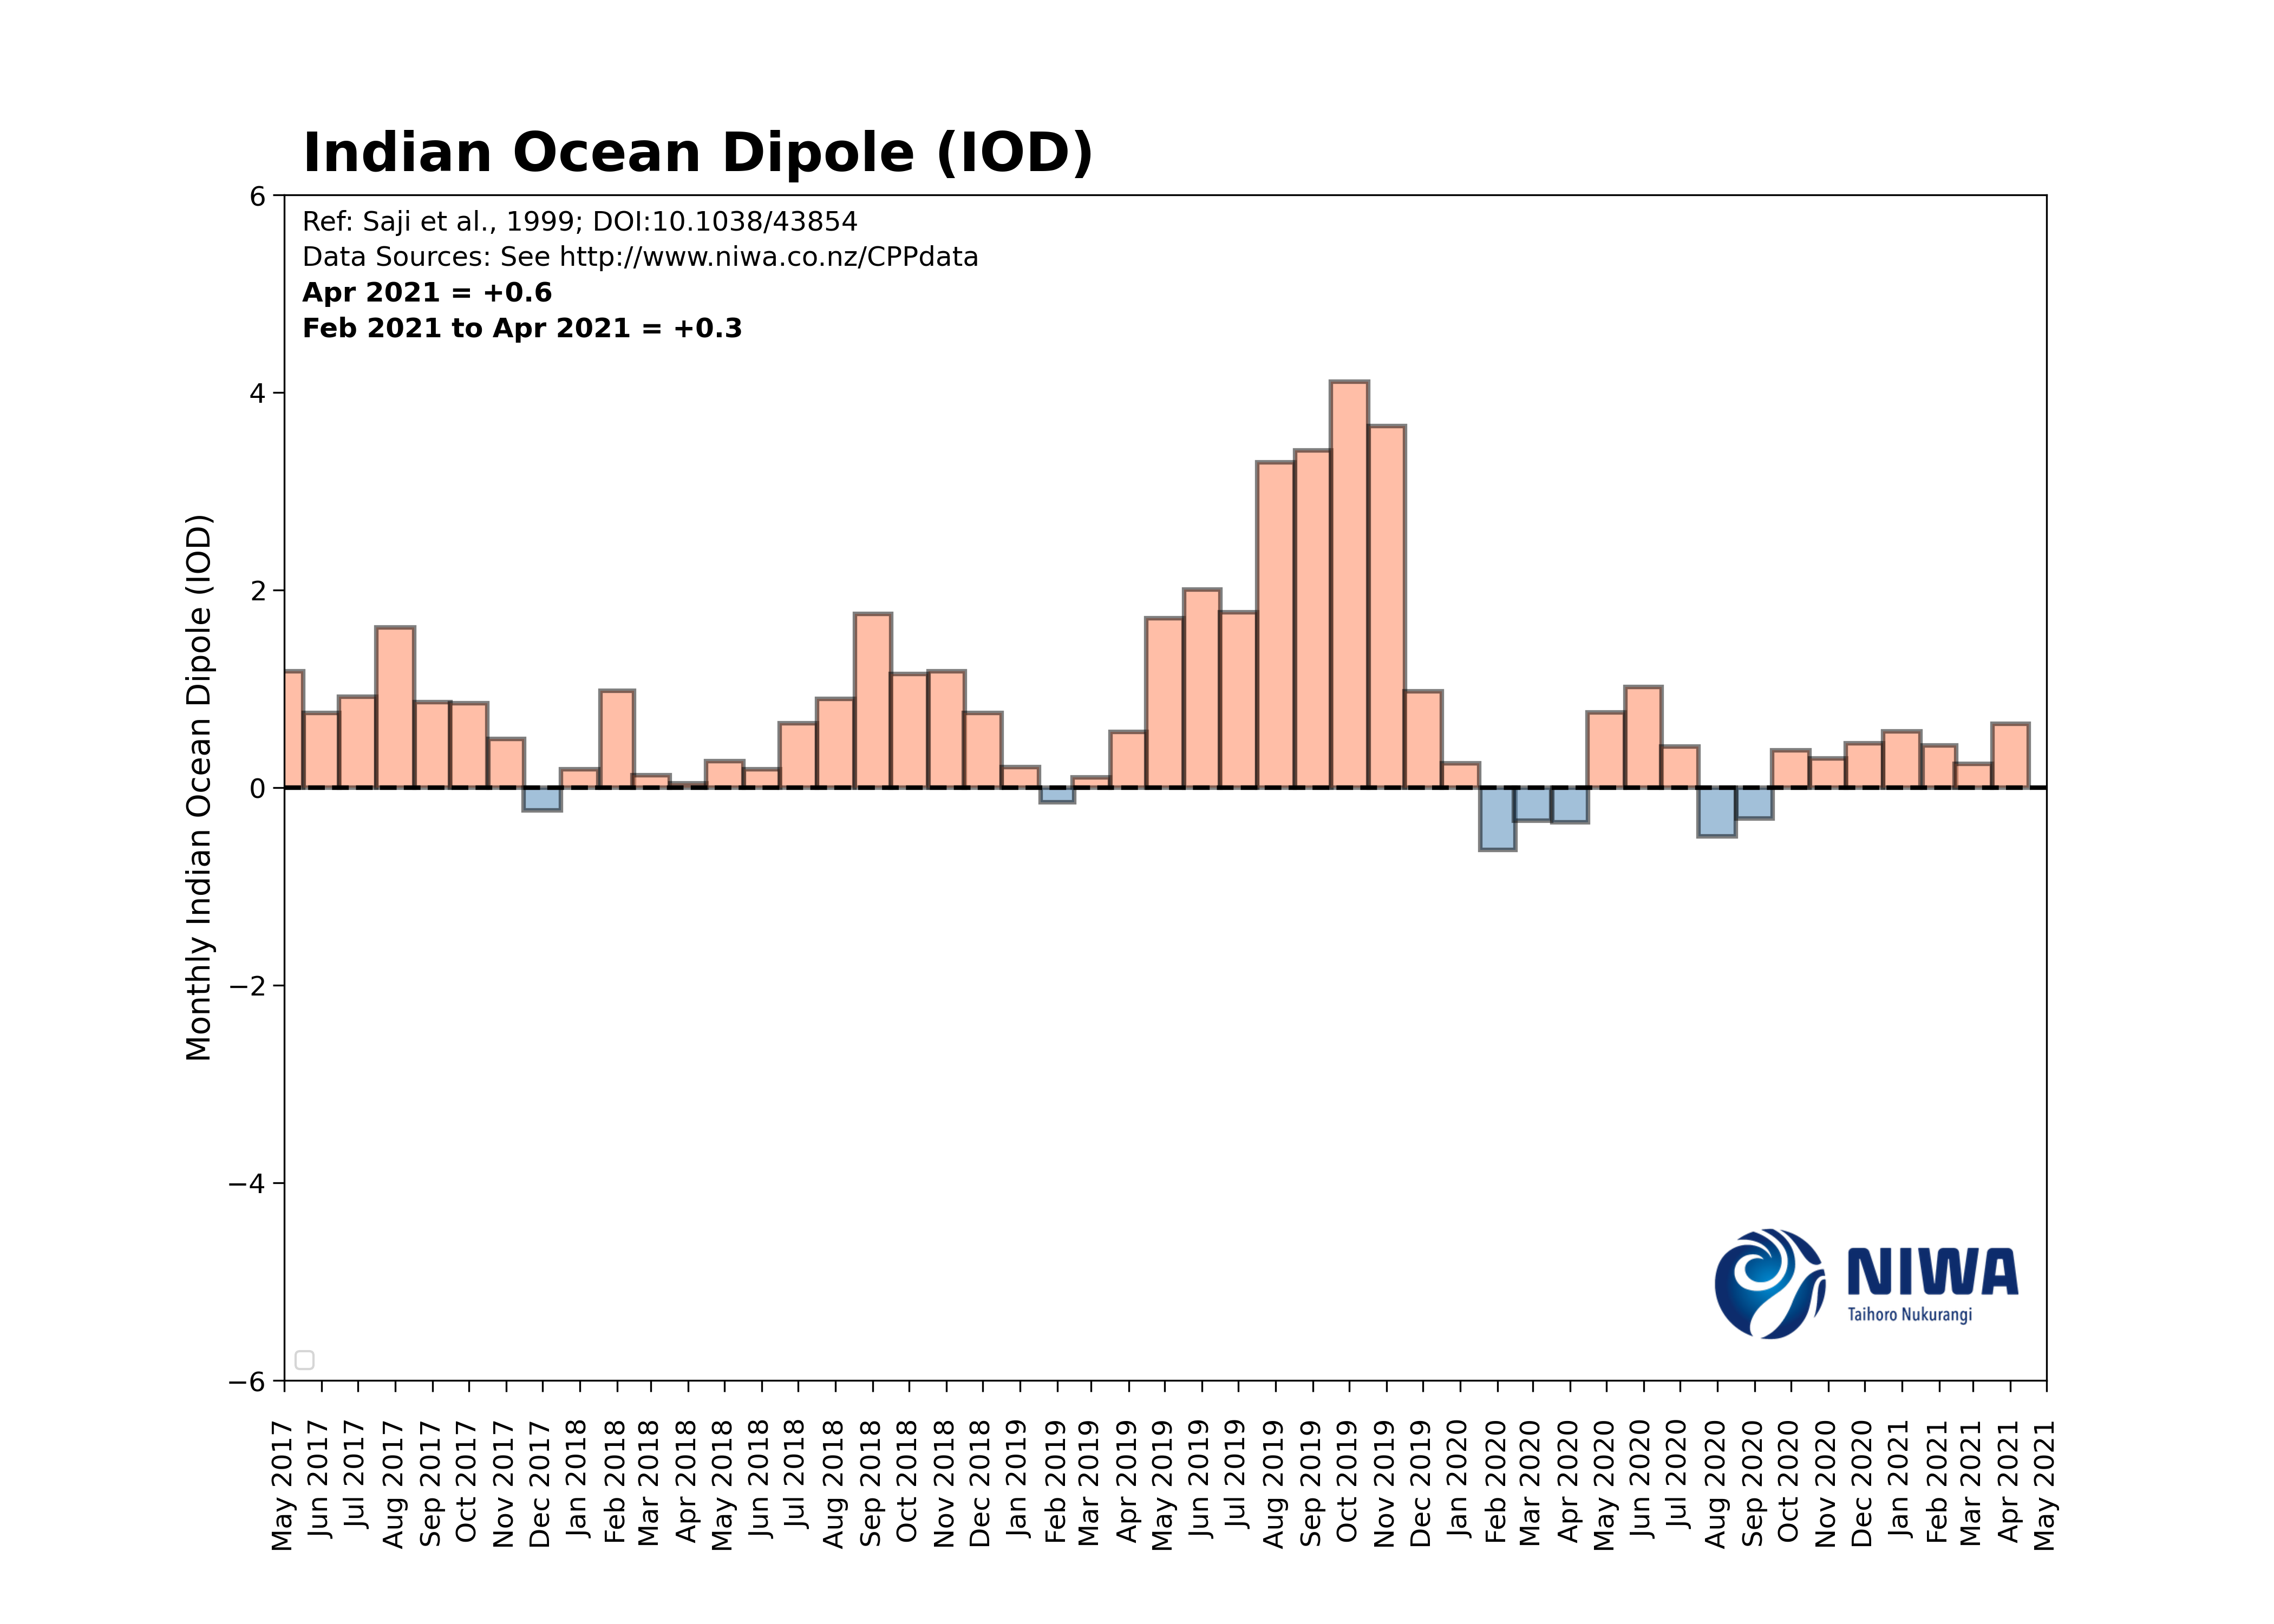 Indian Ocean Dipole (IOD)
Ref: Saji et al., 1999; DOI:10.1038/43854
Data Sources: See http://www.niwa.co.nz/CPPdata
Apr 2021 = +0.6
Feb 2021 to Apr 2021 = +0.3
Monthly Indian Ocean Dipole (IOD)
6
4
2
0
−2
−4
−6
NIWA
Taihoro Nukurangi
May 2017
Jun 2017
Jul 2017
Aug 2017
Sep 2017
Oct 2017
Nov 2017
Dec 2017
Jan 2018
Feb 2018
Mar 2018
Apr 2018
May 2018
Jun 2018
Jul 2018
Aug 2018
Sep 2018
Oct 2018
Nov 2018
Dec 2018
Jan 2019
Feb 2019
Mar 2019
Apr 2019
May 2019
Jun 2019
Jul 2019
Aug 2019
Sep 2019
Oct 2019
Nov 2019
Dec 2019
Jan 2020
Feb 2020
Mar 2020
Apr 2020
May 2020
Jun 2020
Jul 2020
Aug 2020
Sep 2020
Oct 2020
Nov 2020
Dec 2020
Jan 2021
Feb 2021
Mar 2021
Apr 2021
May 2021